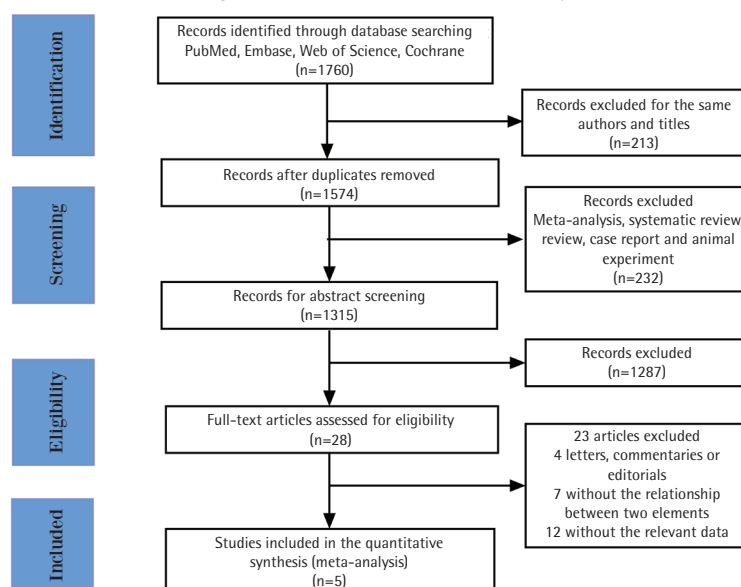 Identification
Records identified through database searching
PubMed, Embase, Web of Science, Cochrane
(n=1760)
Records excluded for the same
authors and titles
(n=213)
Records after duplicates removed
(n=1574)
Screening
Records excluded
Meta-analysis, systematic review
review, case report and animal
experiment
(n=232)
Records for abstract screening
(n=1315)
Records excluded
(n=1287)
Eligibility
Full-text articles assessed for eligibility
(n=28)
23 articles excluded
4 letters, commentaries or
editorials
7 without the relationship
between two elements
12 without the relevant data
Included
Studies included in the quantitative
synthesis (meta-analysis)
(n=5)